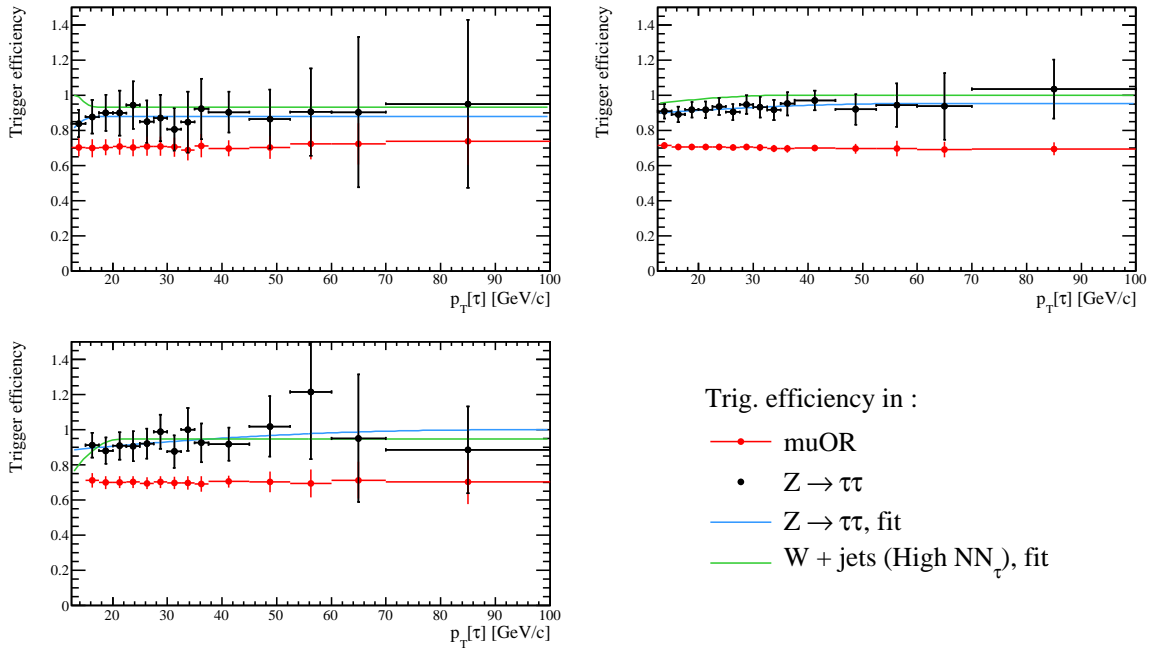 Trigger efficiency
1.4
1.2
1
0.8
0.6
0.4
0.2
0
20 30 40 50 60 70 80 90 100
p_T[τ] [GeV/c]
Trigger efficiency
1.4
1.2
1
0.8
0.6
0.4
0.2
0
20 30 40 50 60 70 80 90 100
p_T[τ] [GeV/c]
Trigger efficiency
1.4
1.2
1
0.8
0.6
0.4
0.2
0
20 30 40 50 60 70 80 90 100
p_T[τ] [GeV/c]
Trig. efficiency in :
muOR
Z → ττ
Z → ττ, fit
W + jets (High NN_τ), fit